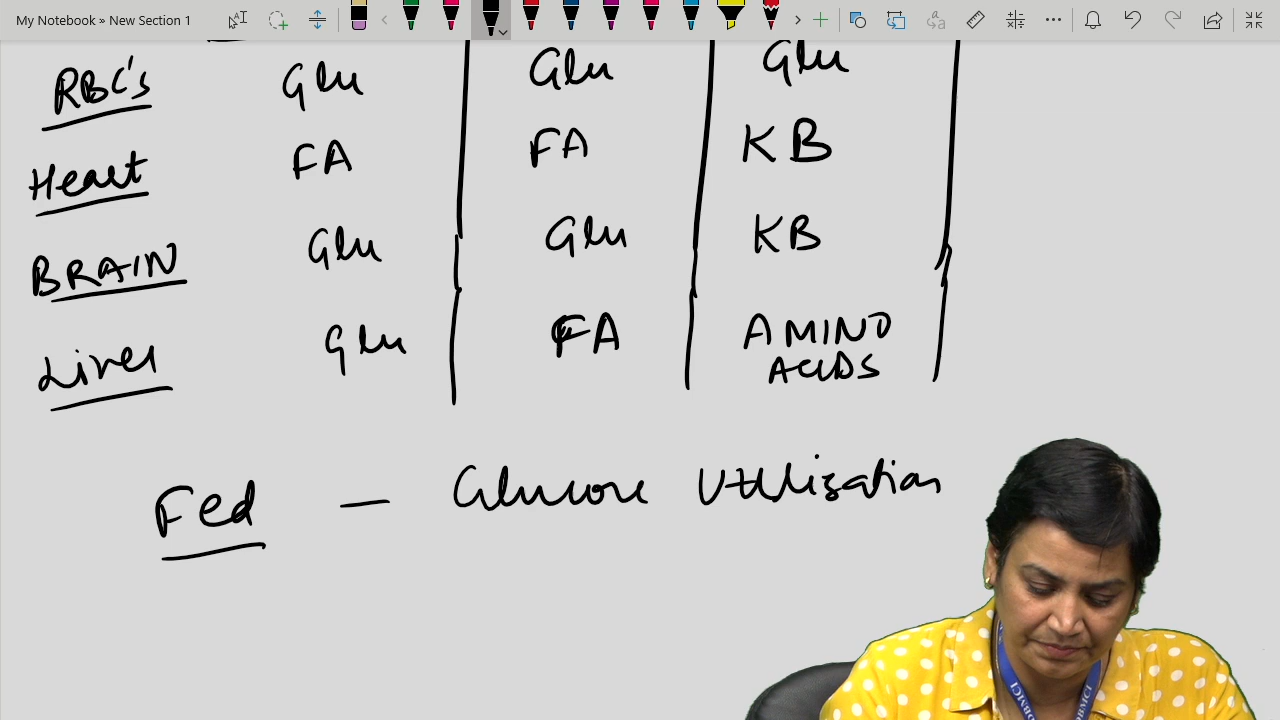 My Notebook » New Section 1
RBC's Glu Glu Glu
Heart FA FA KB
BRAIN Glu Glu KB
Liver Glu FA AMINO ACIDS
Fed — Glucose Utilisation